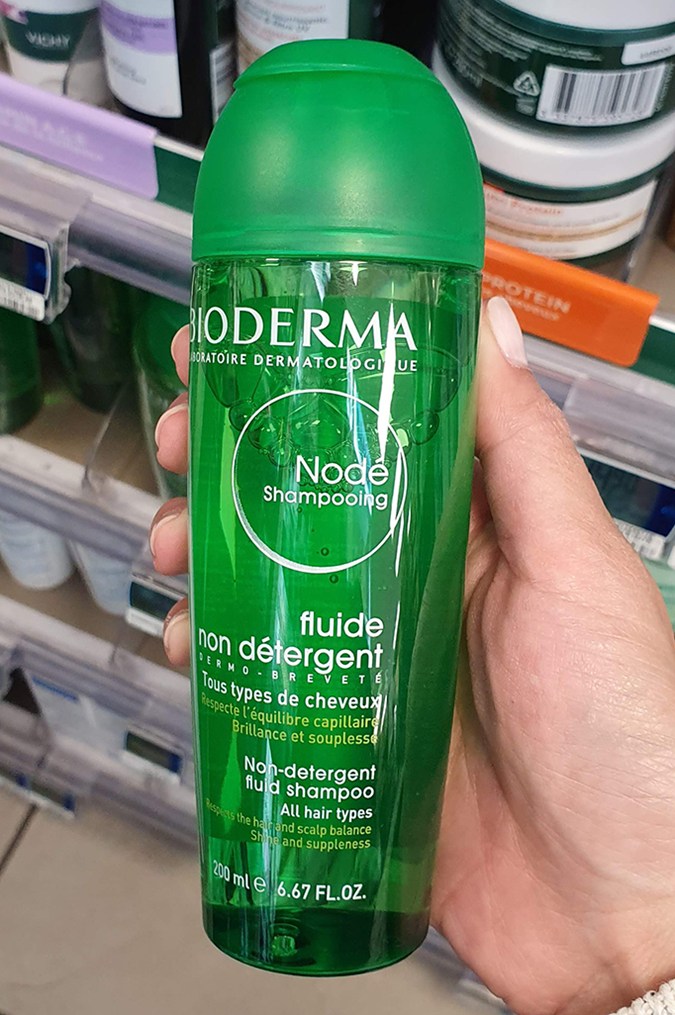 VICHY
PROTEIN
BIODERMA
LABORATOIRE DERMATOLOGIQUE
Nodé
Shampooing
fluide
non détergent
DERMO-BREVETÉ
Tous types de cheveux
Respecte l'équilibre capillaire
Brillance et souplesse
Non-detergent
fluid shampoo
All hair types
Respects the hair and scalp balance
Shine and suppleness
200 ml e 6.67 FL.OZ.